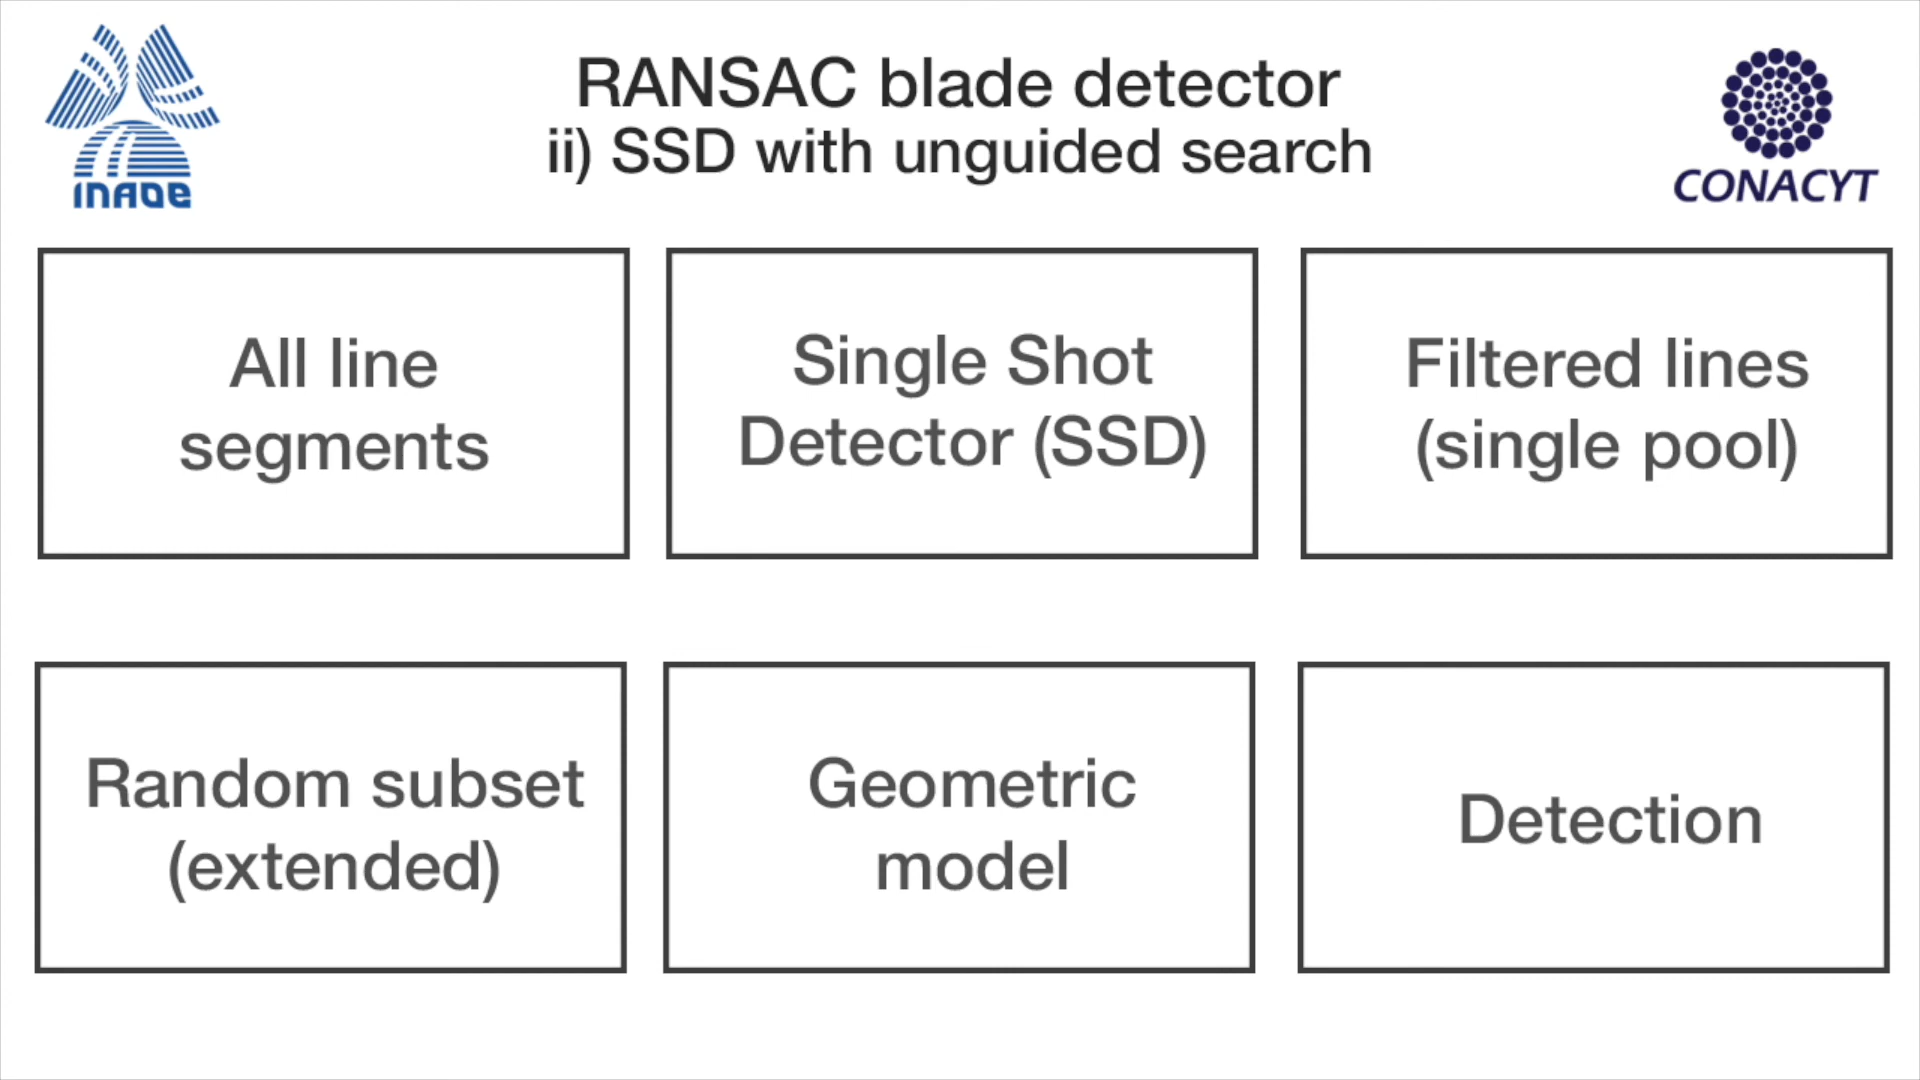 INAOE
RANSAC blade detector
ii) SSD with unguided search
CONACYT
All line
segments
Single Shot
Detector (SSD)
Filtered lines
(single pool)
Random subset
(extended)
Geometric
model
Detection